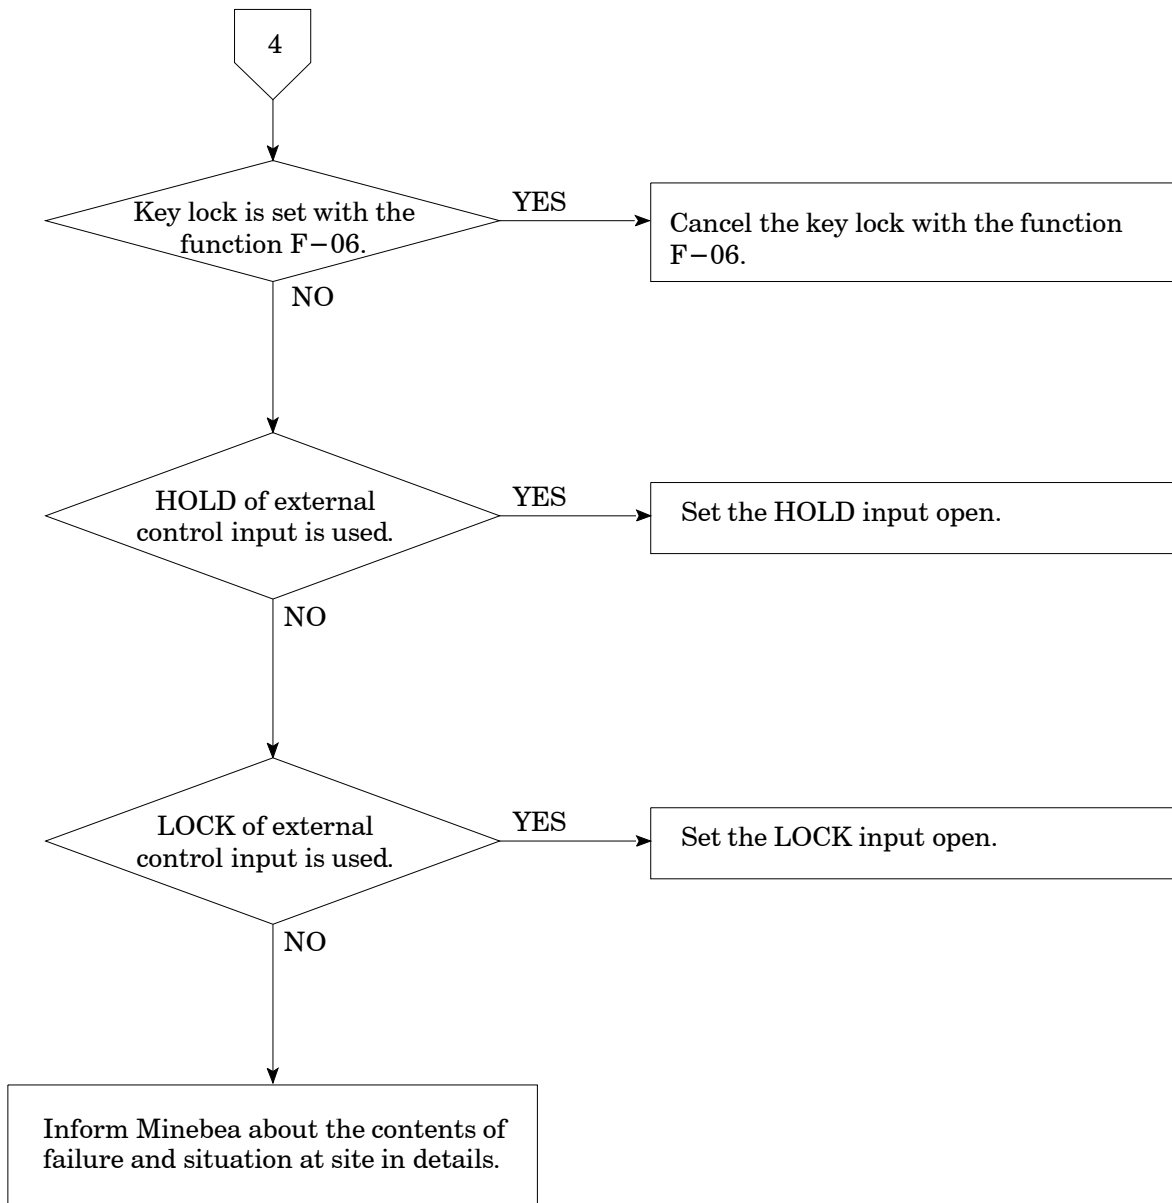 4
Key lock is set with the
function F−06.
YES
Cancel the key lock with the function
F−06.
NO
HOLD of external
control input is used.
YES
Set the HOLD input open.
NO
LOCK of external
control input is used.
YES
Set the LOCK input open.
NO
Inform Minebea about the contents of
failure and situation at site in details.